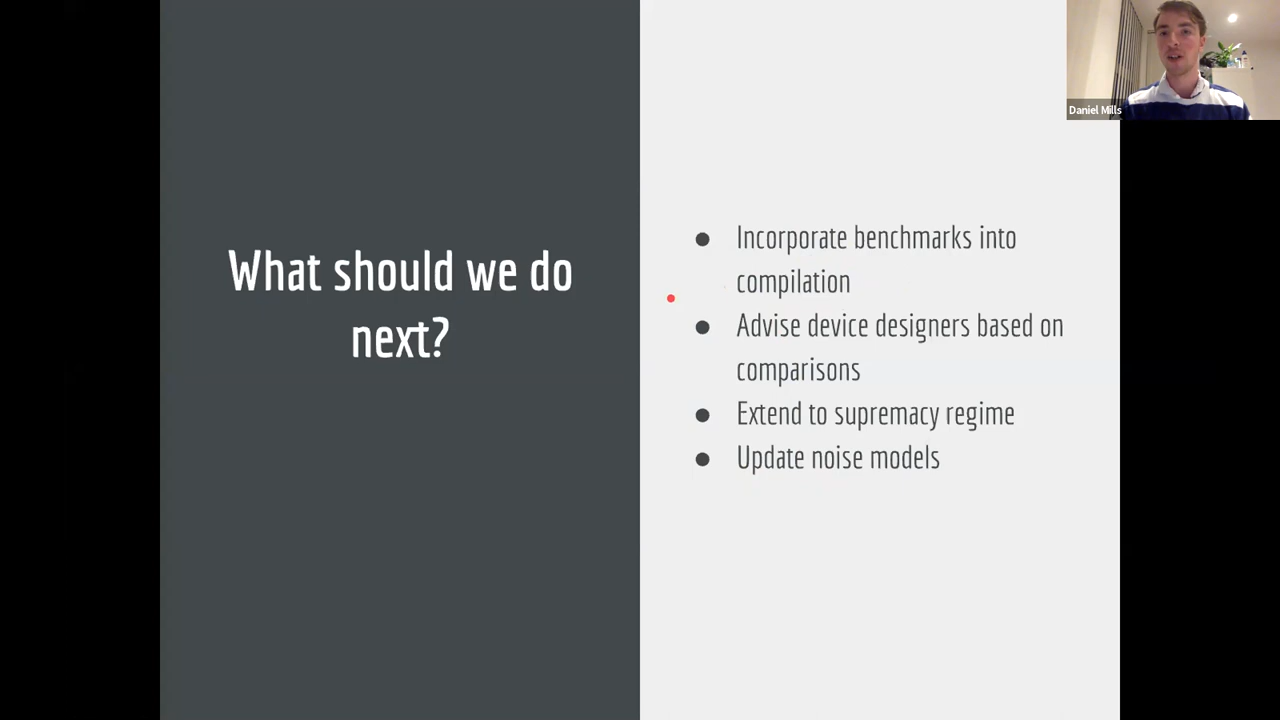 What should we do
next?
● Incorporate benchmarks into
compilation
● Advise device designers based on
comparisons
● Extend to supremacy regime
● Update noise models
Daniel Mills